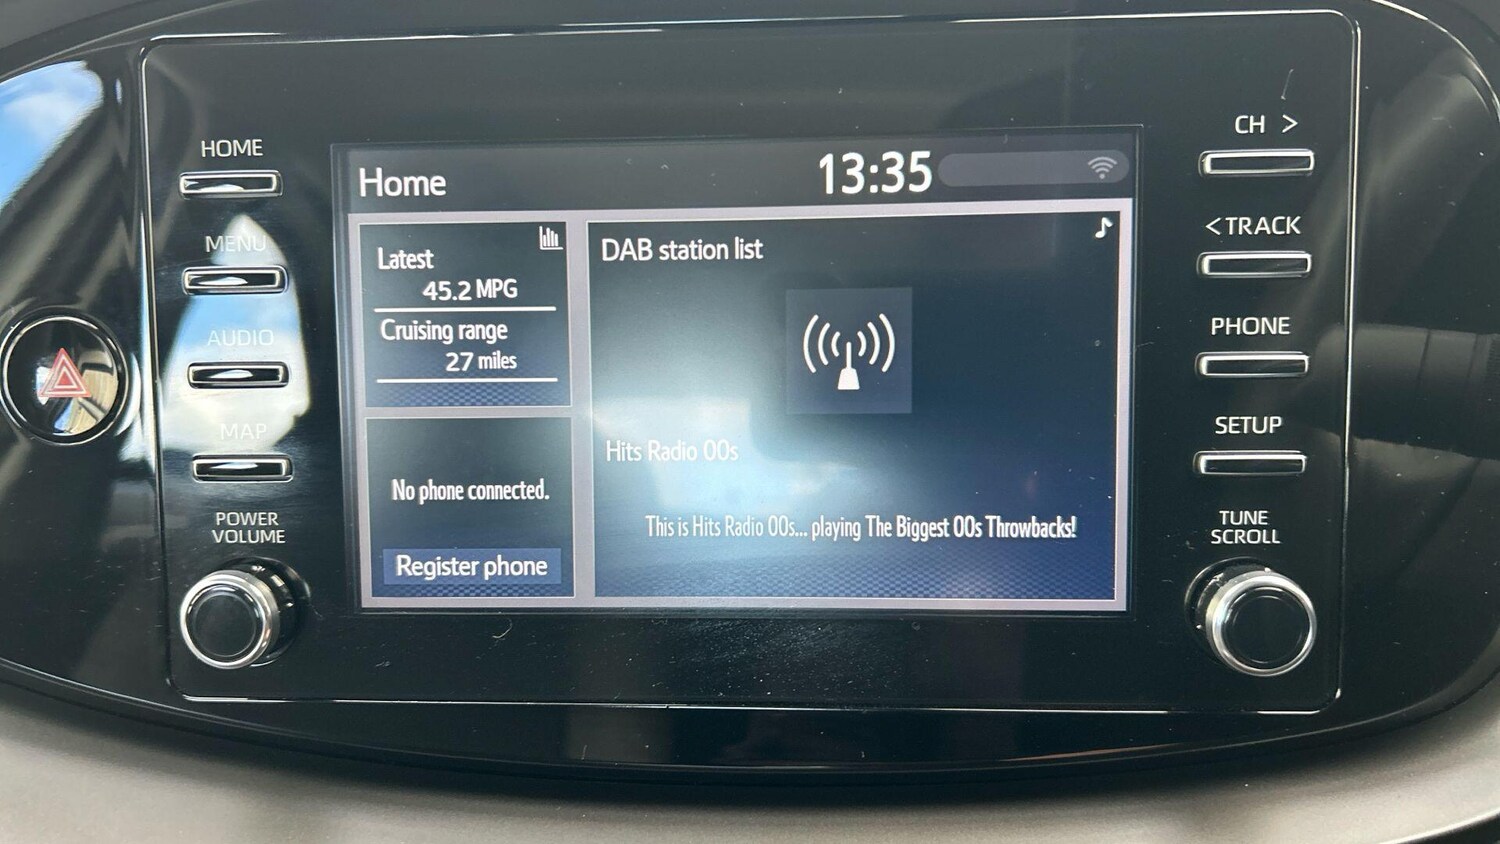 HOME
MENU
AUDIO
MAP
POWER
VOLUME
Home
13:35
Latest
45.2 MPG
Cruising range
27 miles
No phone connected.
Register phone
DAB station list
Hits Radio 00s
This is Hits Radio 00s... playing The Biggest 00s Throwbacks!
CH >
< TRACK
PHONE
SETUP
TUNE
SCROLL